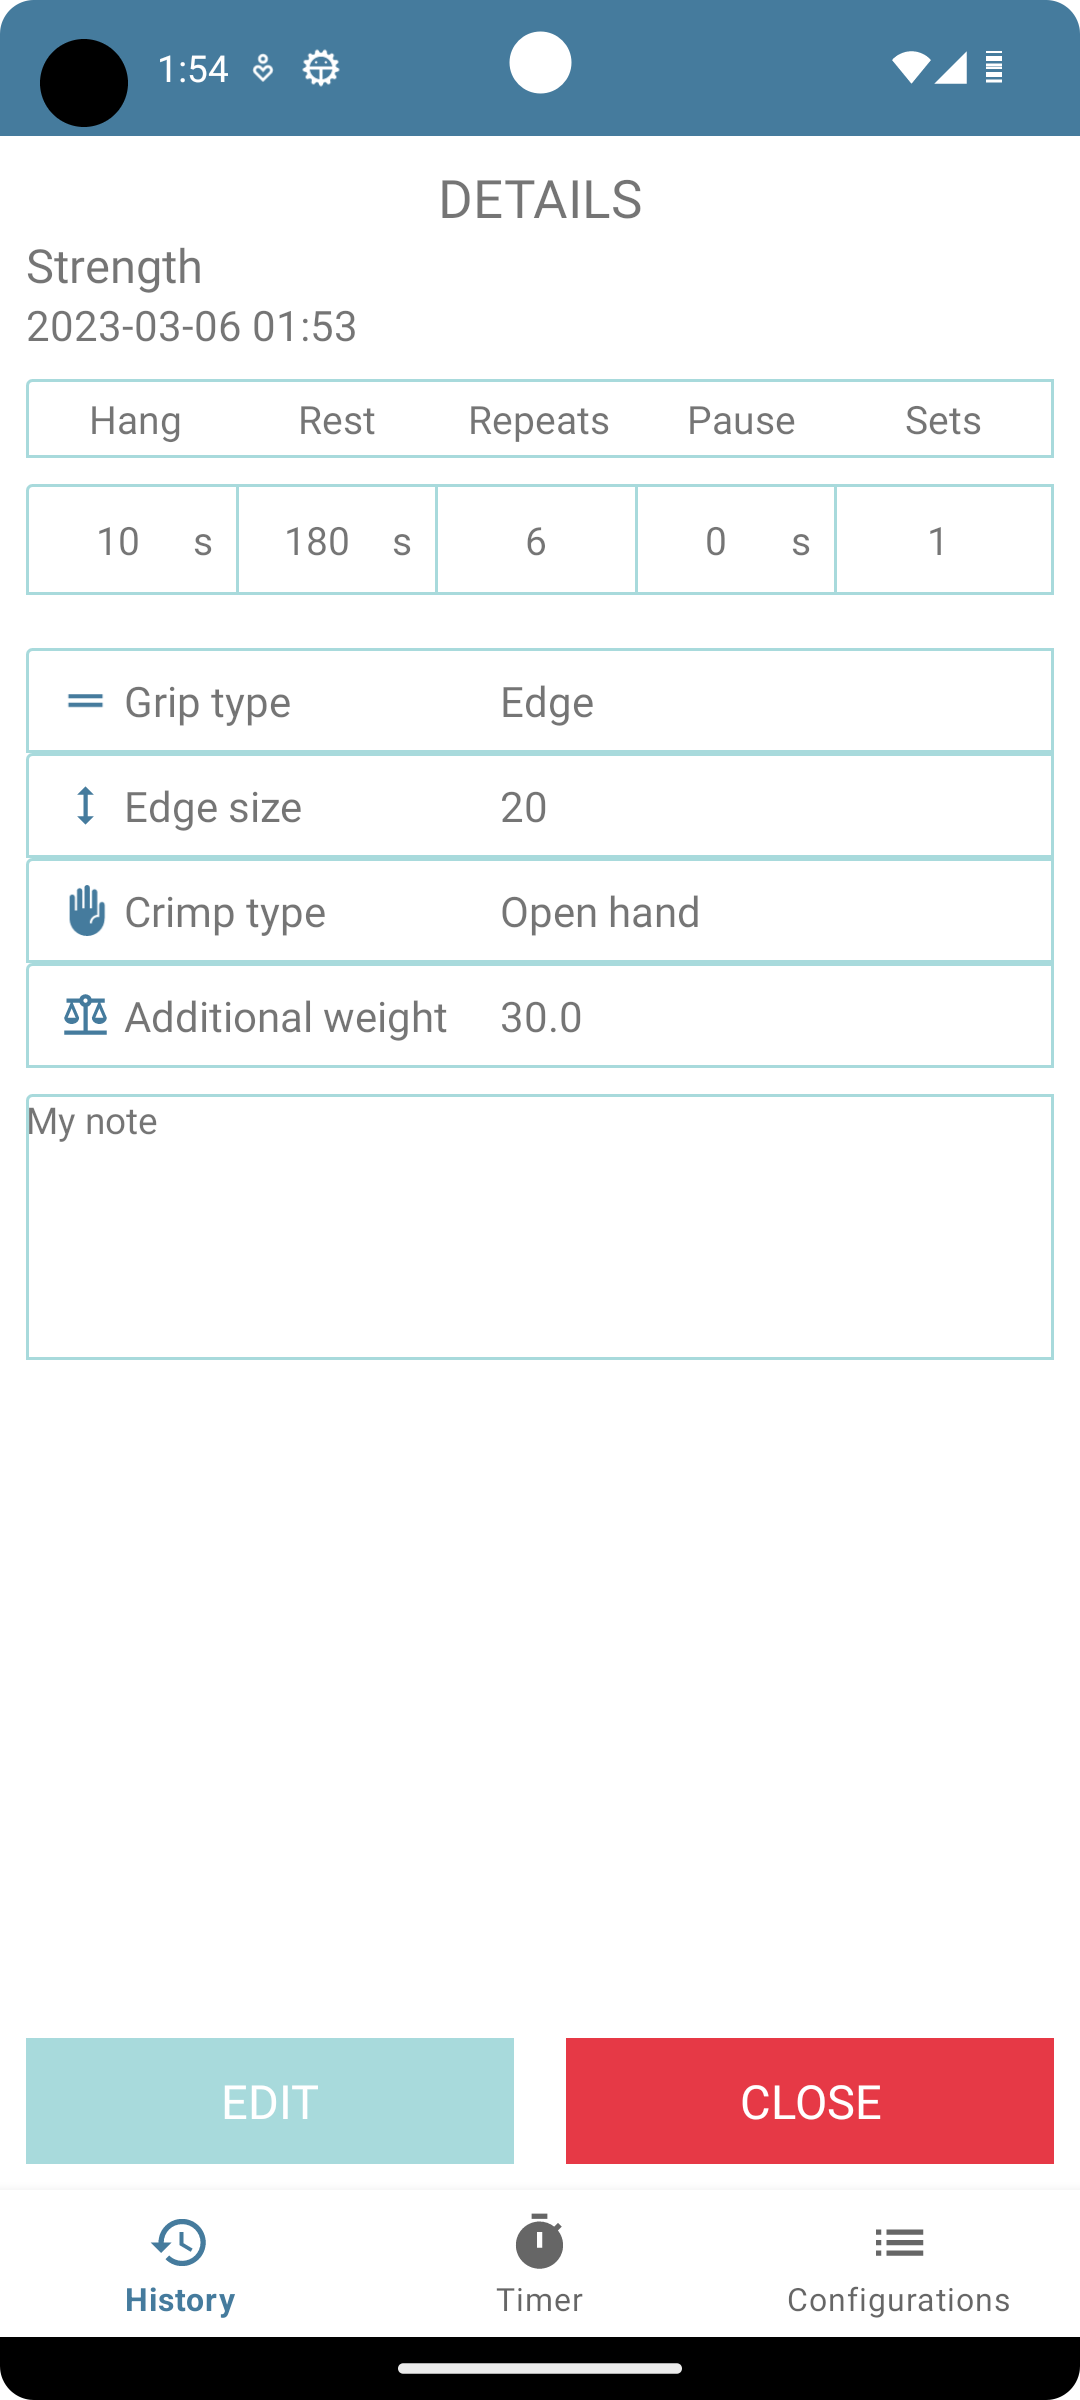 1:54
DETAILS
Strength
2023-03-06 01:53
Hang Rest Repeats Pause Sets
10 s 180 s 6 0 s 1
Grip type Edge
Edge size 20
Crimp type Open hand
Additional weight 30.0
My note
EDIT CLOSE
History Timer Configurations